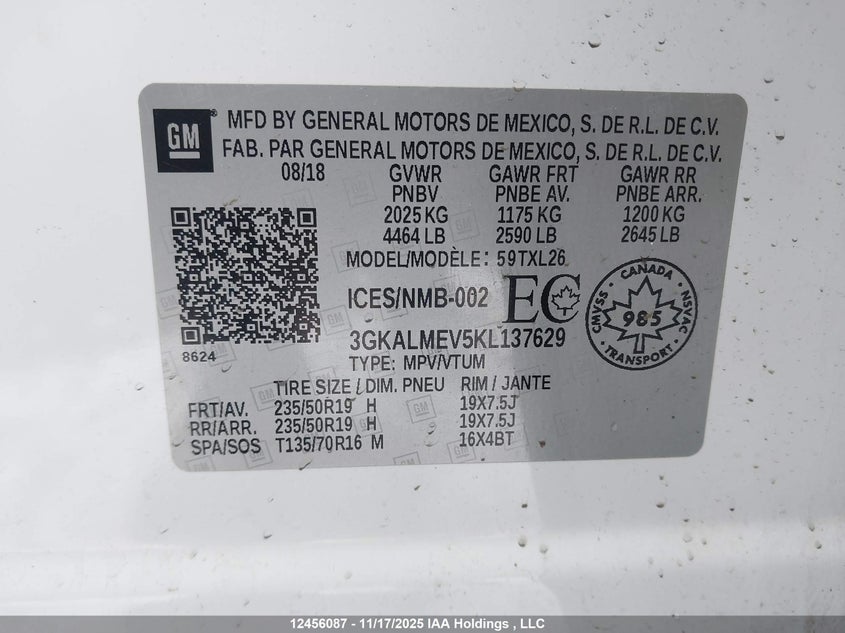 GM
MFD BY GENERAL MOTORS DE MEXICO, S. DE R.L. DE C.V.
FAB. PAR GENERAL MOTORS DE MEXICO, S. DE R.L. DE C.V.
08/18 GVWR GAWR FRT GAWR RR
PNBV PNBE AV. PNBE ARR.
2025 KG 1175 KG 1200 KG
4464 LB 2590 LB 2645 LB
MODEL/MODÈLE: 59TXL26
ICES/NMB-002 EC
CANADA
CMVSS 985 NSVAC
TRANSPORT
3GKALMEV5KL137629
8624
TYPE: MPV/VTUM
TIRE SIZE / DIM. PNEU RIM / JANTE
FRT/AV. 235/50R19 H 19X7.5J
RR/ARR. 235/50R19 H 19X7.5J
SPA/SOS T135/70R16 M 16X4BT
12456087 - 11/17/2025 IAA Holdings , LLC